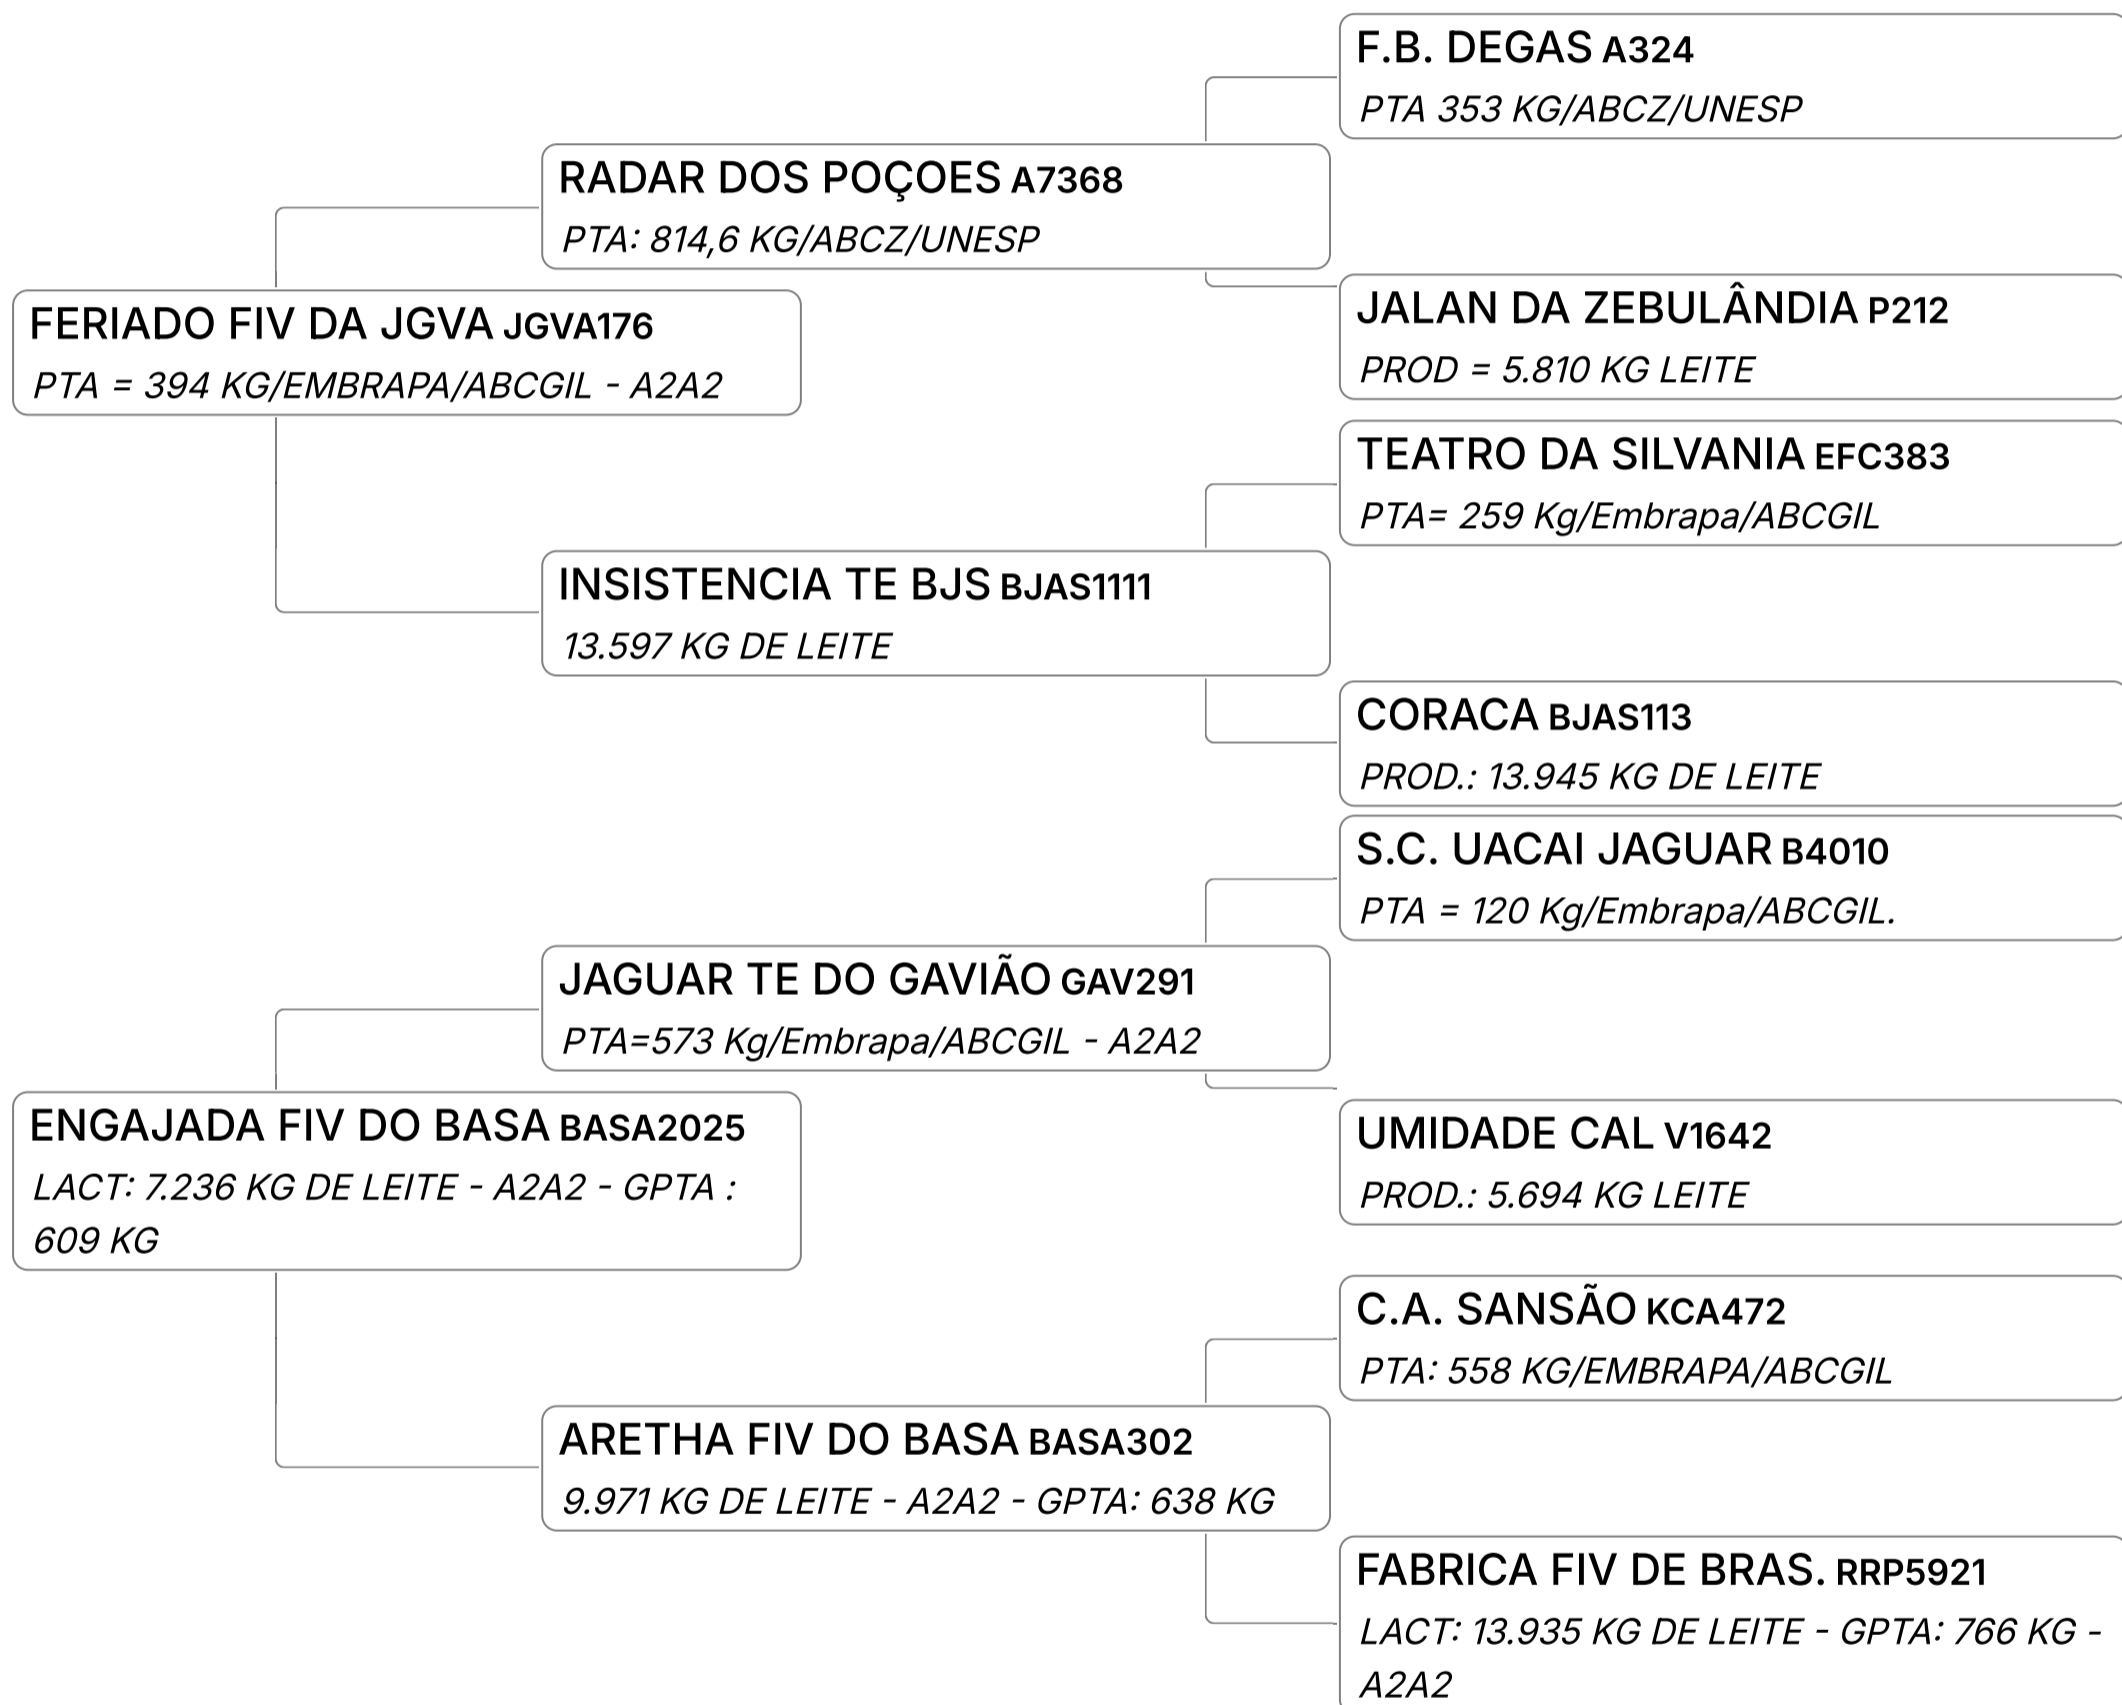 F.B. DEGAS A324
PTA 353 KG/ABCZ/UNESP
RADAR DOS POÇOES A7368
PTA: 814,6 KG/ABCZ/UNESP
JALAN DA ZEBULÂNDIA P212
PROD = 5.810 KG LEITE
FERIADO FIV DA JGVA JGVA176
PTA = 394 KG/EMBRAPA/ABCGIL - A2A2
TEATRO DA SILVANIA EFC383
PTA= 259 Kg/Embrapa/ABCGIL
INSISTENCIA TE BJS BJAS1111
13.597 KG DE LEITE
CORACA BJAS113
PROD.: 13.945 KG DE LEITE
S.C. UACAI JAGUAR B4010
PTA = 120 Kg/Embrapa/ABCGIL.
JAGUAR TE DO GAVIÃO GAV291
PTA=573 Kg/Embrapa/ABCGIL - A2A2
UMIDADE CAL V1642
PROD.: 5.694 KG LEITE
ENGAJADA FIV DO BASA BASA2025
LACT: 7.236 KG DE LEITE - A2A2 - GPTA :
609 KG
C.A. SANSÃO KCA472
PTA: 558 KG/EMBRAPA/ABCGIL
ARETHA FIV DO BASA BASA302
9.971 KG DE LEITE - A2A2 - GPTA: 638 KG
FABRICA FIV DE BRAS. RRP5921
LACT: 13.935 KG DE LEITE - GPTA: 766 KG -
A2A2